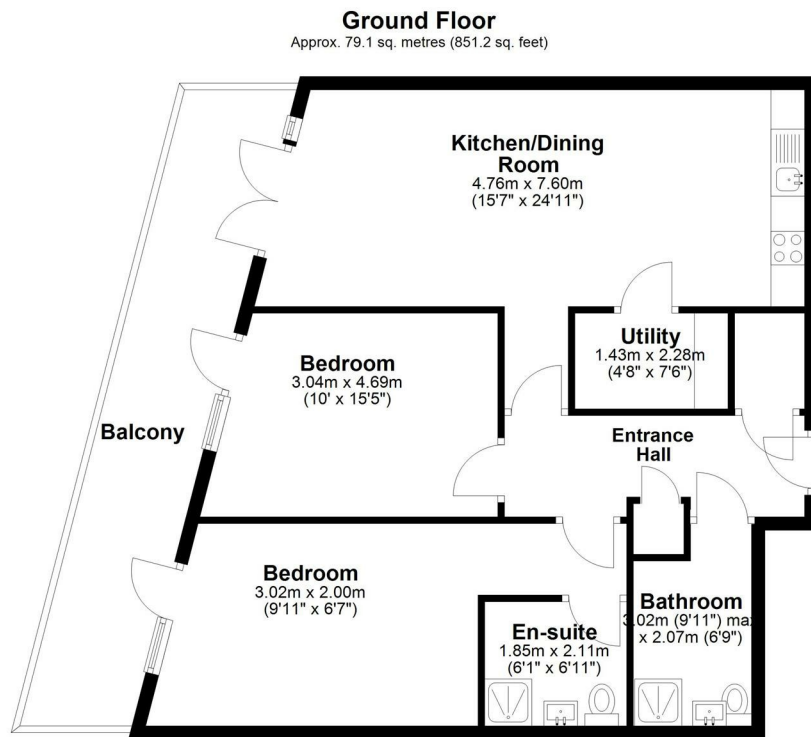 Ground Floor
Approx. 79.1 sq. metres (851.2 sq. feet)
Kitchen/Dining
Room
4.76m x 7.60m
(15'7" x 24'11")
Utility
1.43m x 2.28m
(4'8" x 7'6")
Bedroom
3.04m x 4.69m
(10' x 15'5")
Balcony
Entrance
Hall
Bedroom
3.02m x 2.00m
(9'11" x 6'7")
En-suite
1.85m x 2.11m
(6'1" x 6'11")
Bathroom
3.02m (9'11") max
x 2.07m (6'9")